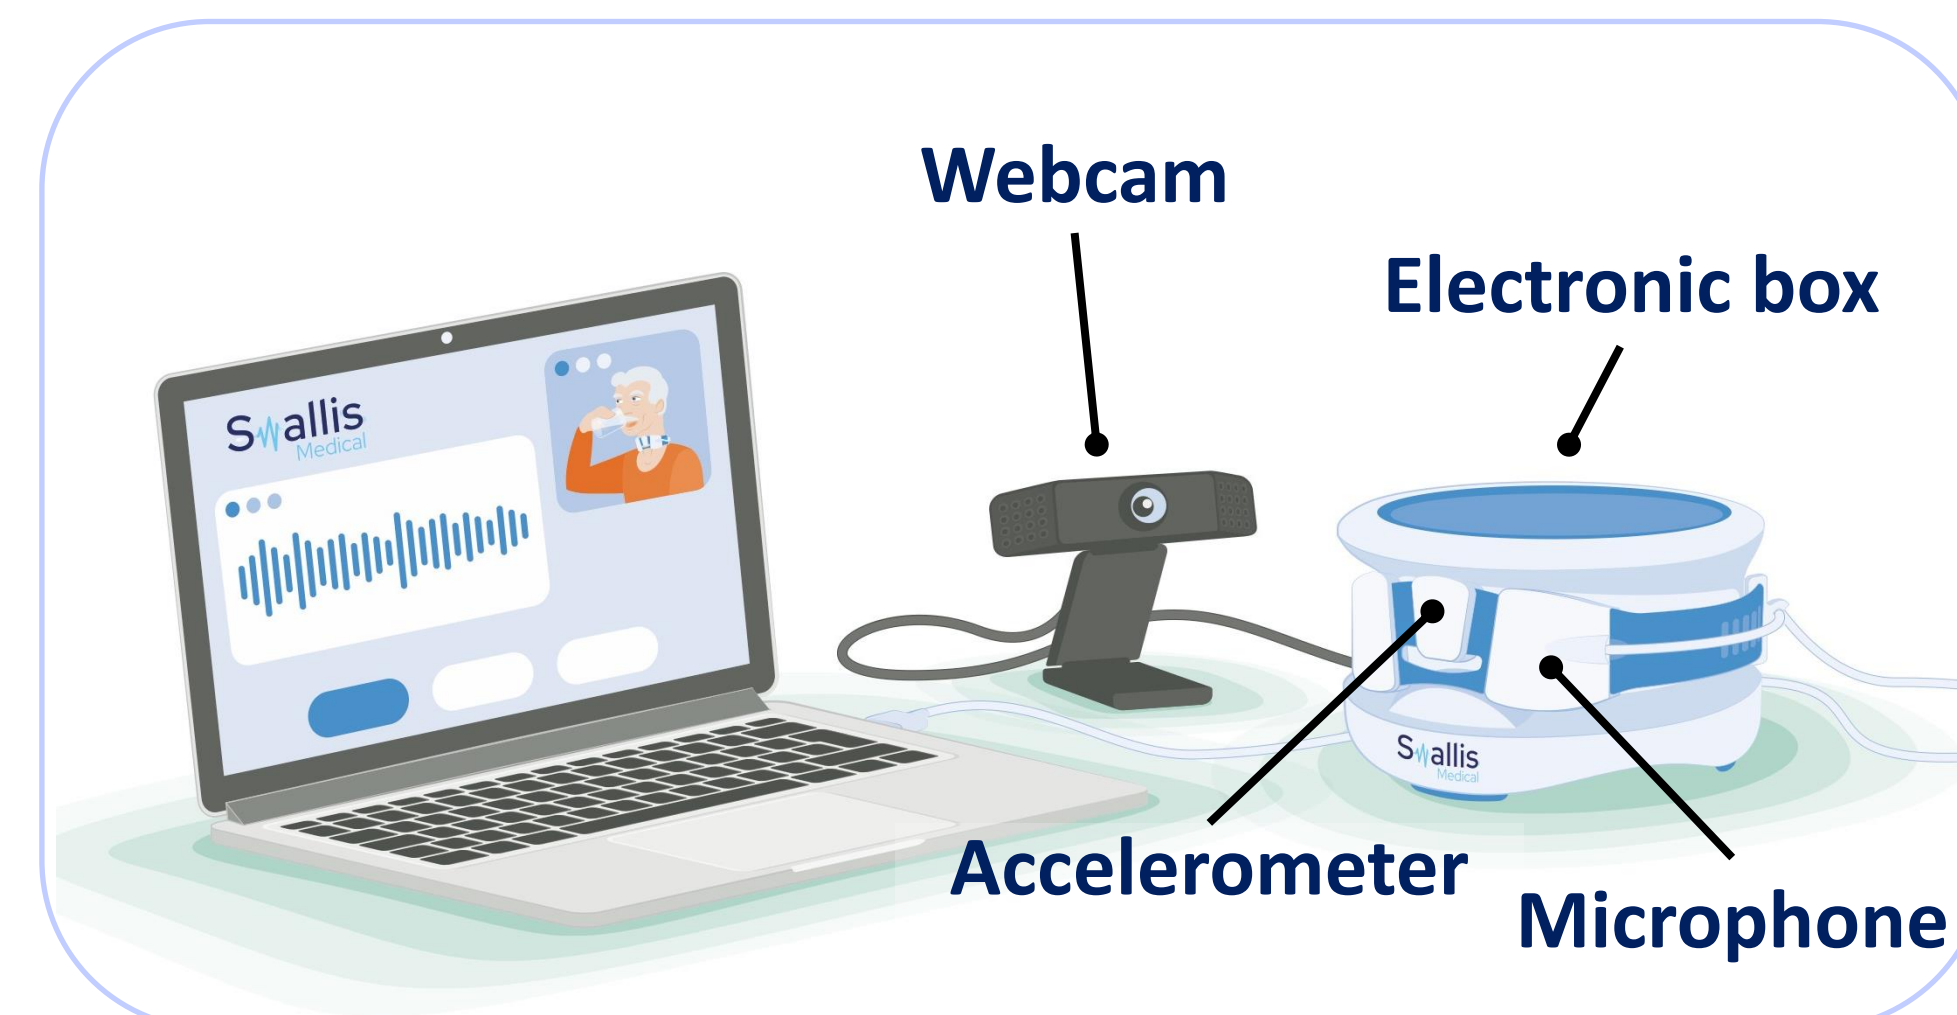 Webcam
Electronic box
Swallis
Medical
Swallis
Medical
Accelerometer
Microphone